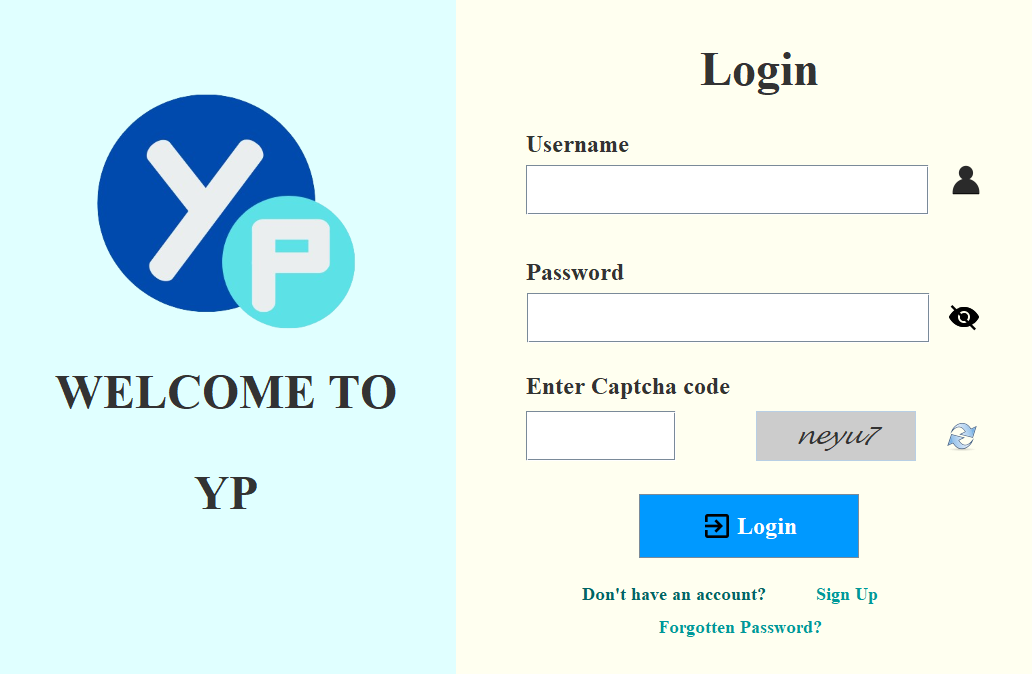 YP
WELCOME TO
YP
Login
Username
Password
Enter Captcha code
neyu7
Login
Don't have an account? Sign Up
Forgotten Password?